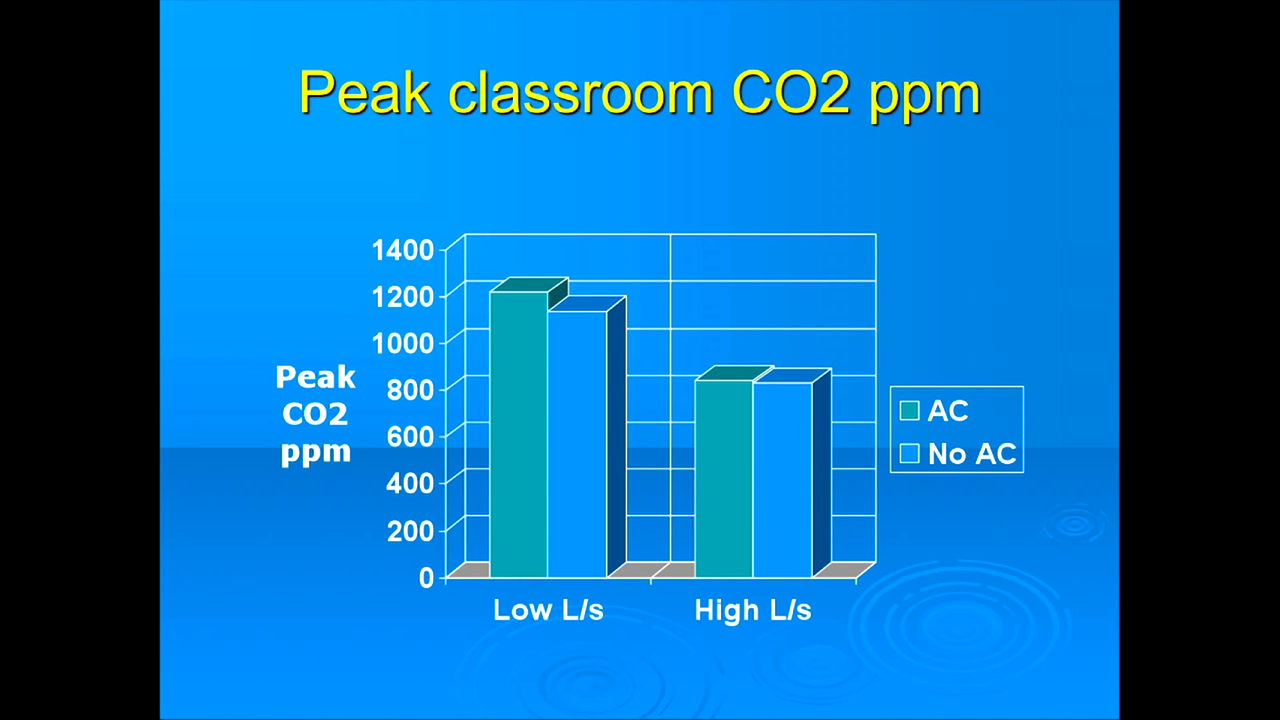 Peak classroom CO2 ppm
1400
1200
1000
800
600
400
200
0
Peak
CO2
ppm
Low L/s
High L/s
AC
No AC